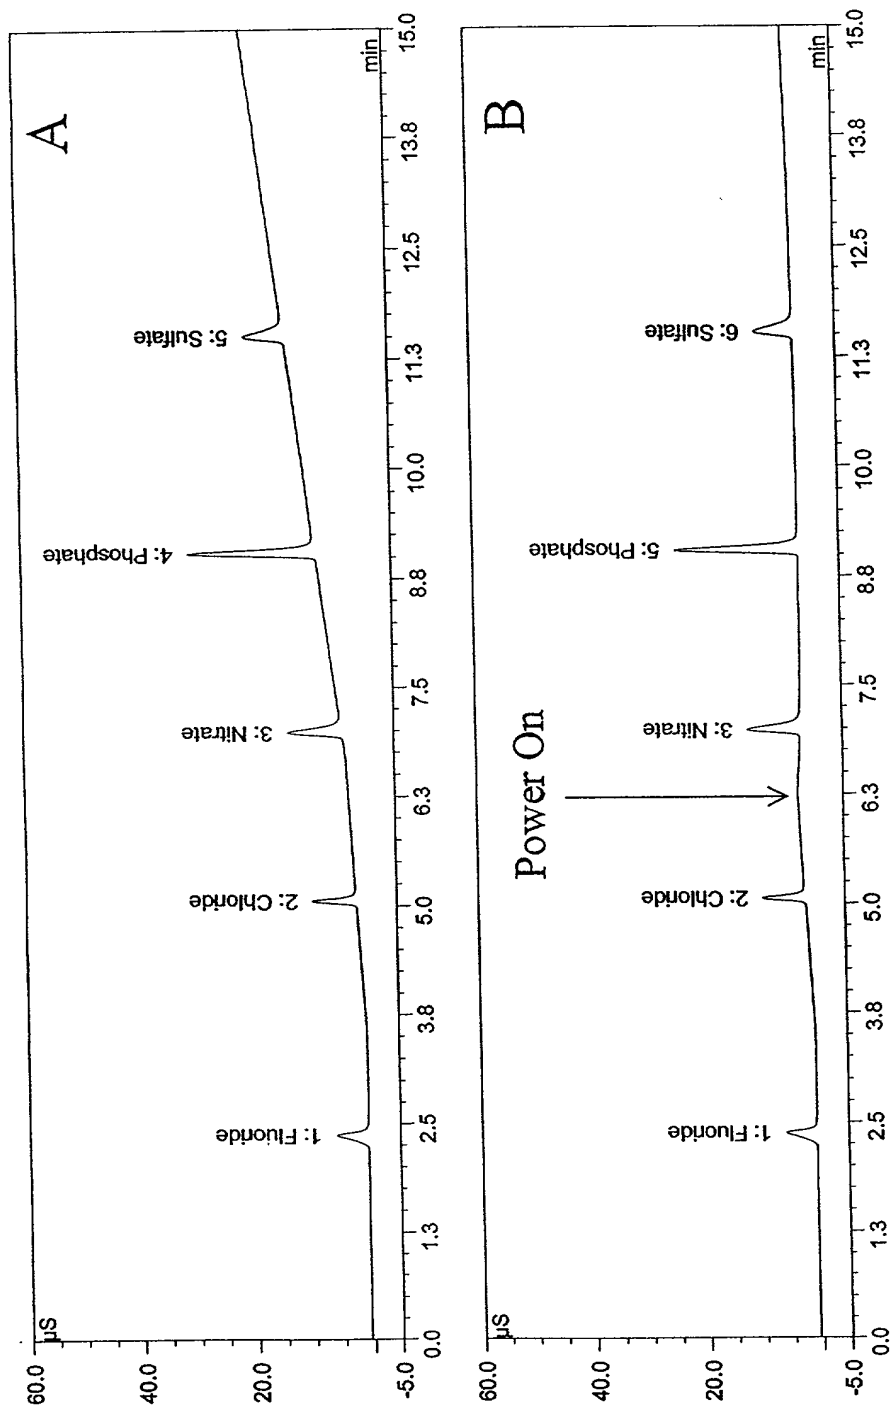 A
60.0
µS
40.0
20.0
-5.0
1: Fluoride
2: Chloride
3: Nitrate
4: Phosphate
5: Sulfate
min
0.0 1.3 2.5 3.8 5.0 6.3 7.5 8.8 10.0 11.3 12.5 13.8 15.0
B
60.0
µS
40.0
20.0
-5.0
Power On
1: Fluoride
2: Chloride
3: Nitrate
5: Phosphate
6: Sulfate
min
0.0 1.3 2.5 3.8 5.0 6.3 7.5 8.8 10.0 11.3 12.5 13.8 15.0